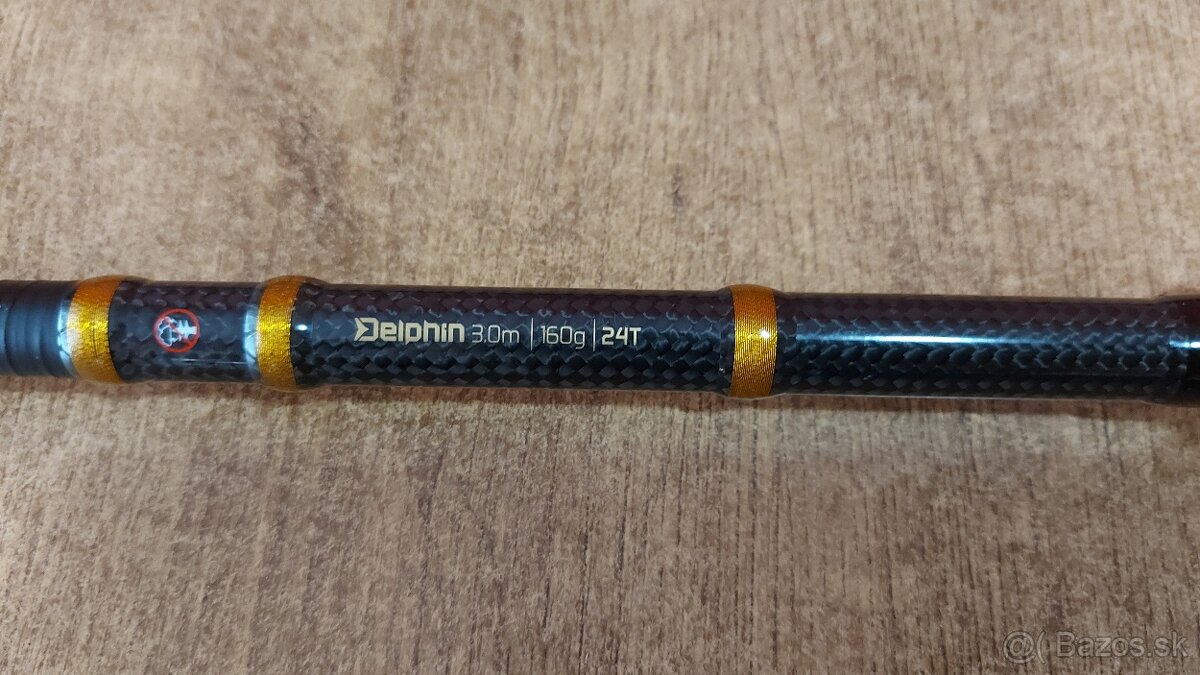 Delphin 3.0m | 160g | 24T
@( Bazos.sk